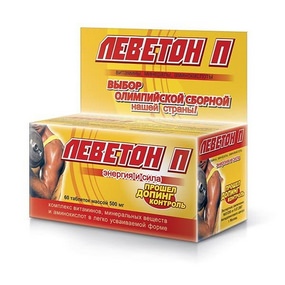 ЛЕВЕТОН П
ВЫБОР
ОЛИМПИЙСКОЙ СБОРНОЙ
нашей страны!
ЛЕВЕТОН П
энергия и сила
ПРОШЕЛ
ДОПИНГ
КОНТРОЛЬ
60 таблеток массой 500 мг
комплекс витаминов, минеральных веществ
и аминокислот в легко усваиваемой форме